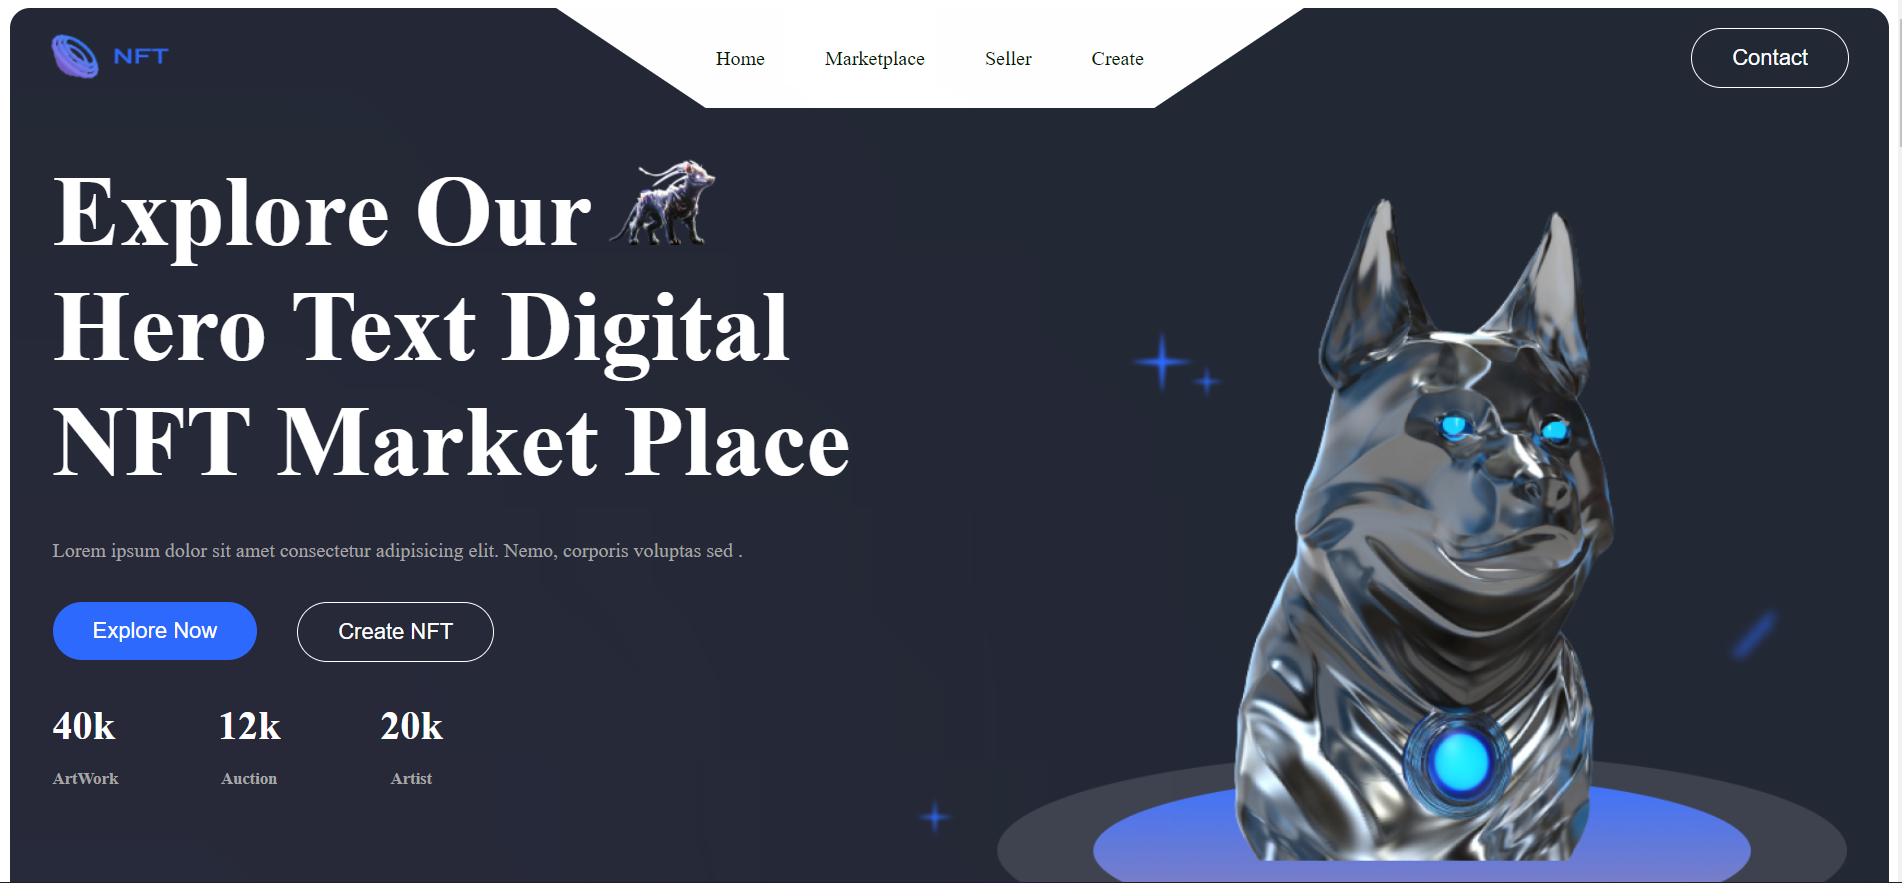 NFT
Home Marketplace Seller Create
Contact
Explore Our
Hero Text Digital
NFT Market Place
Lorem ipsum dolor sit amet consectetur adipisicing elit. Nemo, corporis voluptas sed .
Explore Now Create NFT
40k 12k 20k
ArtWork Auction Artist